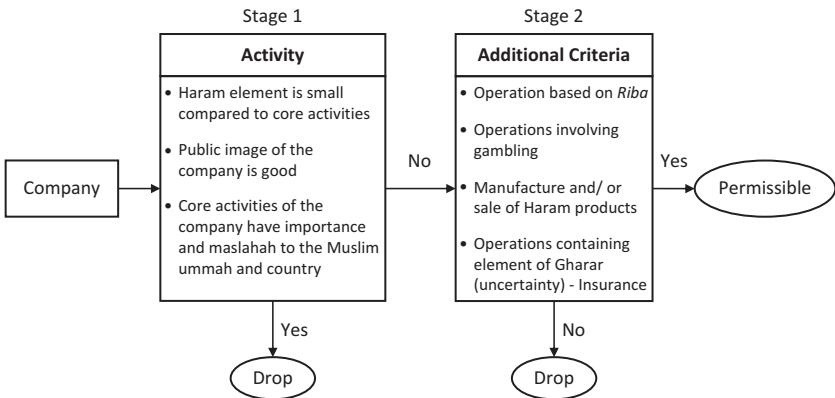 Stage 1
Stage 2
Activity
• Haram element is small
compared to core activities
• Public image of the
company is good
• Core activities of the
company have importance
and maslahah to the Muslim
ummah and country
Additional Criteria
• Operation based on Riba
• Operations involving
gambling
• Manufacture and/ or
sale of Haram products
• Operations containing
element of Gharar
(uncertainty) - Insurance
Company
No
Yes
Permissible
Yes
No
Drop
Drop